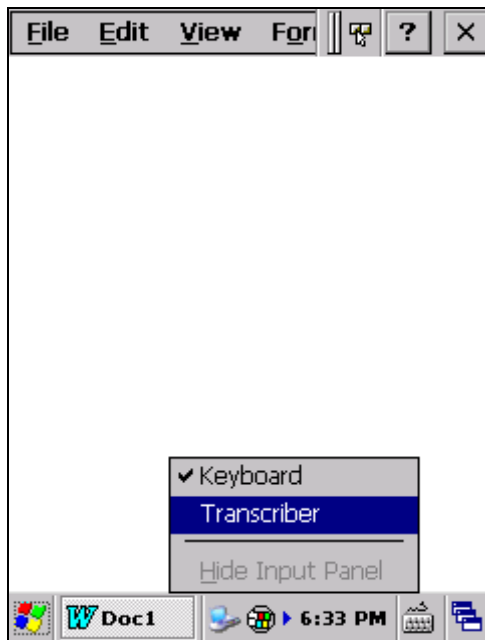 File Edit View For ? ×
Keyboard
Transcriber
Hide Input Panel
Doc1 6:33 PM